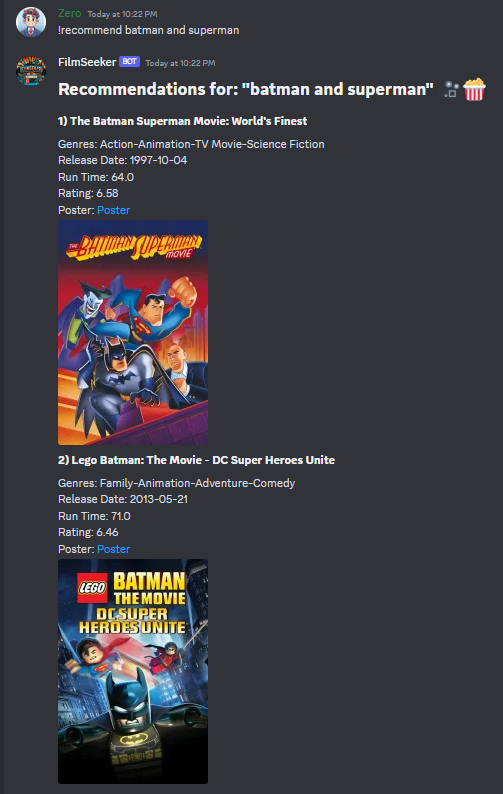 Zero Today at 10:22 PM
!recommend batman and superman
FilmSeeker BOT Today at 10:22 PM
Recommendations for: "batman and superman"
1) The Batman Superman Movie: World's Finest
Genres: Action-Animation-TV Movie-Science Fiction
Release Date: 1997-10-04
Run Time: 64.0
Rating: 6.58
Poster: Poster
THE BATMAN SUPERMAN
MOVIE
2) Lego Batman: The Movie - DC Super Heroes Unite
Genres: Family-Animation-Adventure-Comedy
Release Date: 2013-05-21
Run Time: 71.0
Rating: 6.46
Poster: Poster
LEGO BATMAN
THE MOVIE
DC SUPER
HEROES UNITE